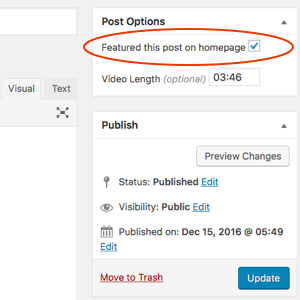 Post Options
Featured this post on homepage
Video Length (optional) 03:46
Visual Text
Publish
Preview Changes
Status: Published Edit
Visibility: Public Edit
Published on: Dec 15, 2016 @ 05:49
Edit
Move to Trash Update